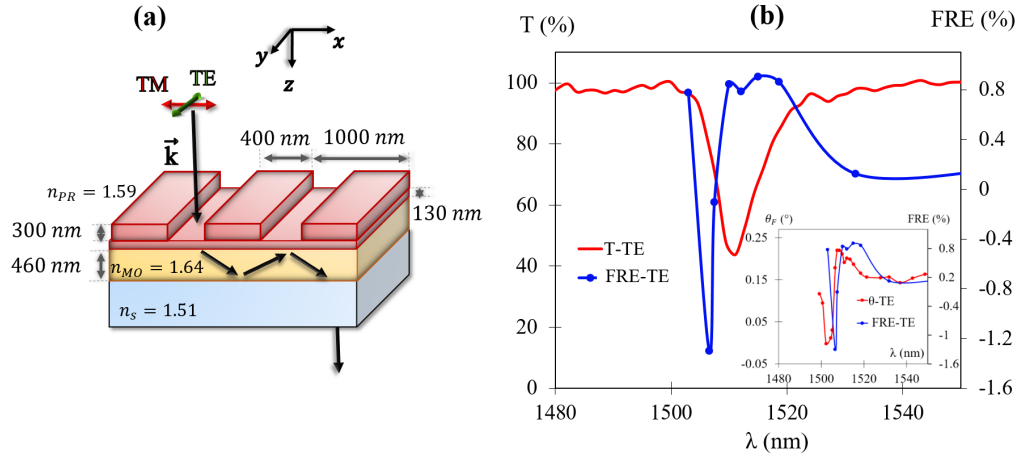 (a)
x
y
z
TM TE
k
400 nm
1000 nm
n_PR = 1.59
130 nm
300 nm
460 nm
n_MO = 1.64
n_S = 1.51
(b)
T (%)
FRE (%)
100
80
60
40
20
0
0.8
0.4
0
-0.4
-0.8
-1.2
-1.6
1480
1500
1520
1540
λ (nm)
T-TE
FRE-TE
θ_F (°)
FRE (%)
0.25
0.15
0.05
-0.05
0.8
0.2
-0.4
-1
-1.6
θ-TE
FRE-TE
λ (nm)
1480
1500
1520
1540